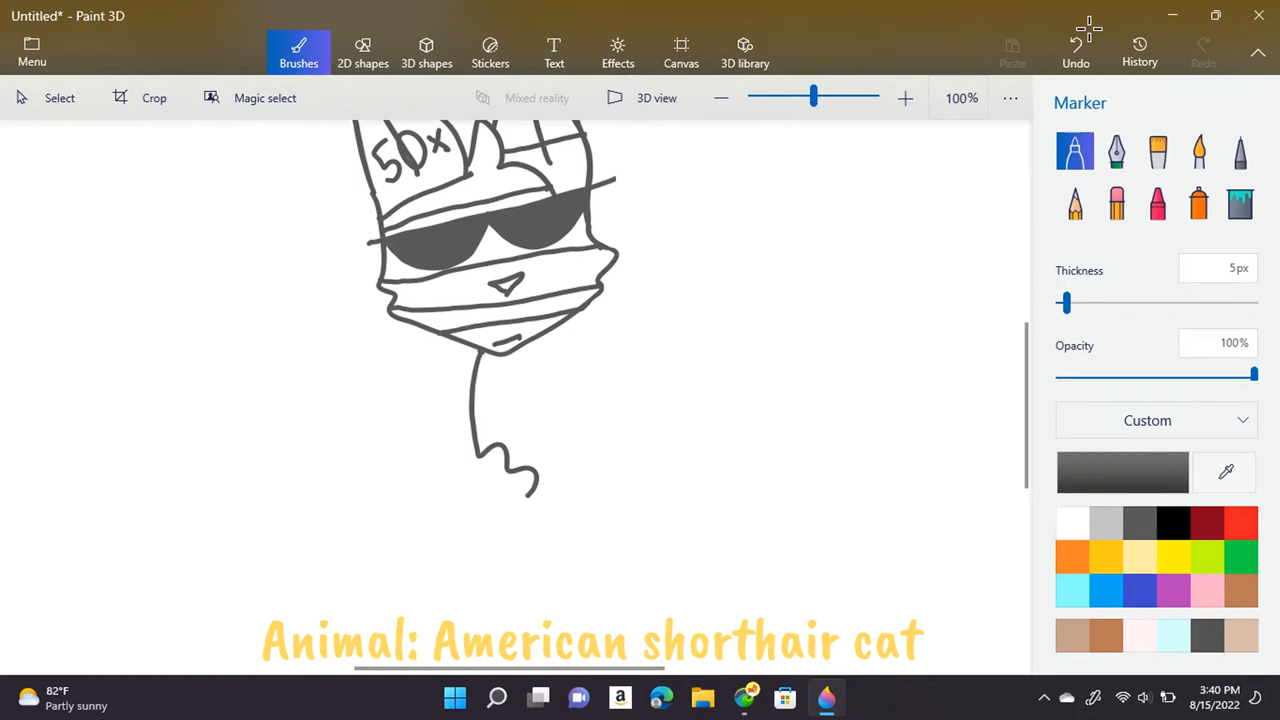 Untitled* - Paint 3D
Menu
Brushes
2D shapes
3D shapes
Stickers
Text
Effects
Canvas
3D library
Paste
Undo
History
Redo
Select
Crop
Magic select
Mixed reality
3D view
100%
Marker
Thickness
5px
Opacity
100%
Custom
Animal: American shorthair cat
82°F
Partly sunny
3:40 PM
8/15/2022